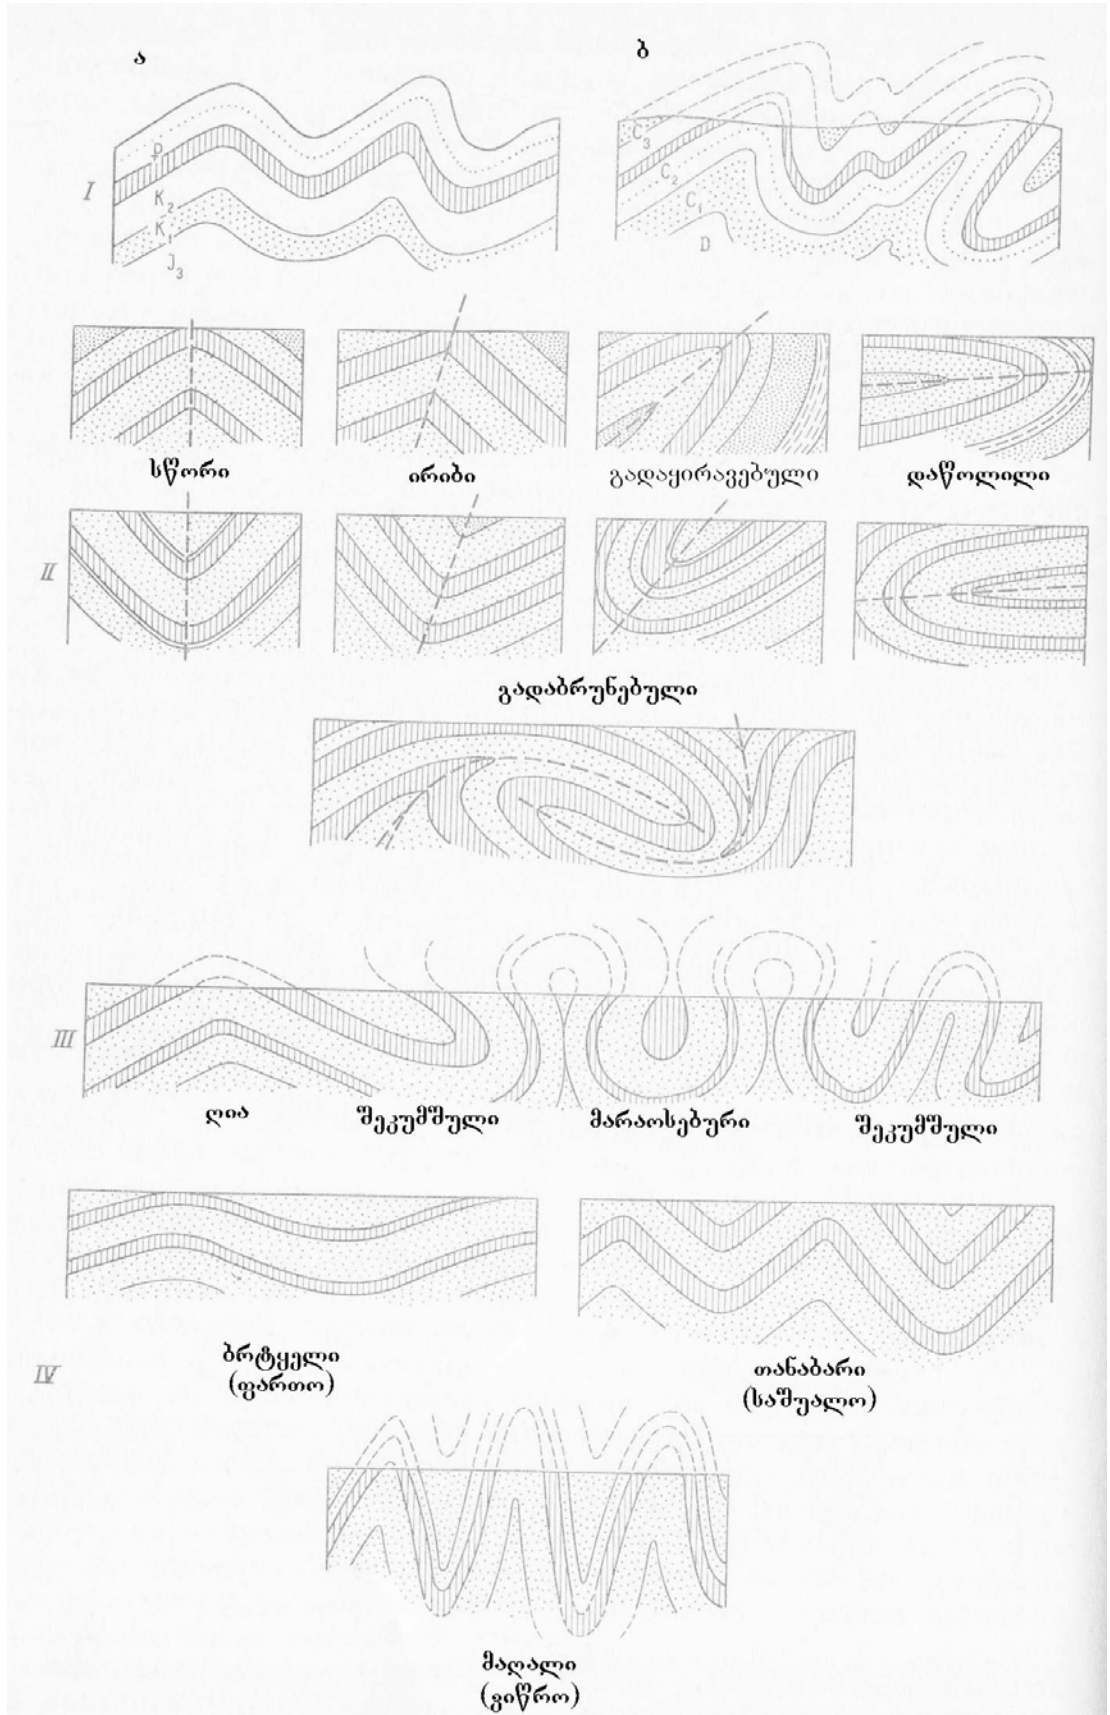 ა ბ
I
P
K2
K1
J3
C3
C2
C1
D
სწორი ირიბი გადაყირავებული დაწოლილი
II
გადაბრუნებული
III
ღია შეკუმშული მარაოსებური შეკუმშული
IV
ბრტყელი
(ფართო)
თანაბარი
(საშუალო)
მაღალი
(ვიწრო)